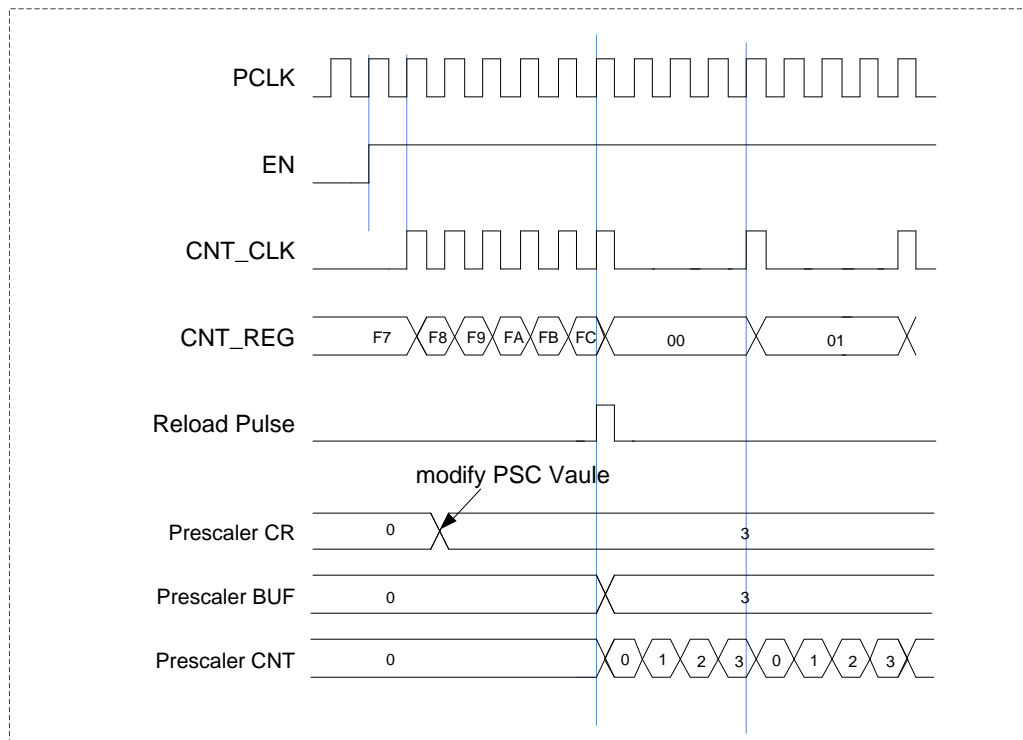 PCLK
EN
CNT_CLK
CNT_REG F7 F8 F9 FA FB FC 00 01
Reload Pulse
modify PSC Vaule
Prescaler CR 0 3
Prescaler BUF 0 3
Prescaler CNT 0 0 1 2 3 0 1 2 3